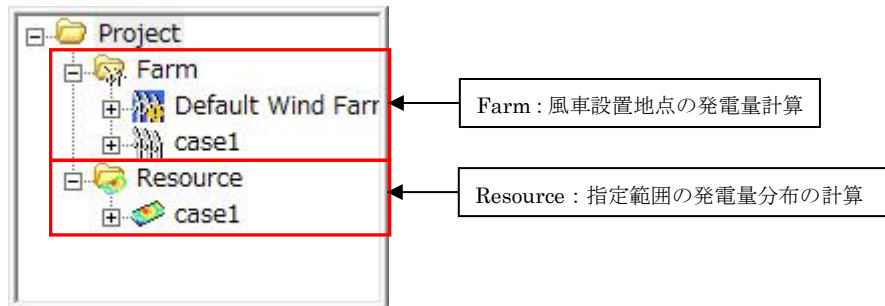 Project
Farm
Default Wind Farr
case1
Resource
case1
Farm : 風車設置地点の発電量計算
Resource : 指定範囲の発電量分布の計算